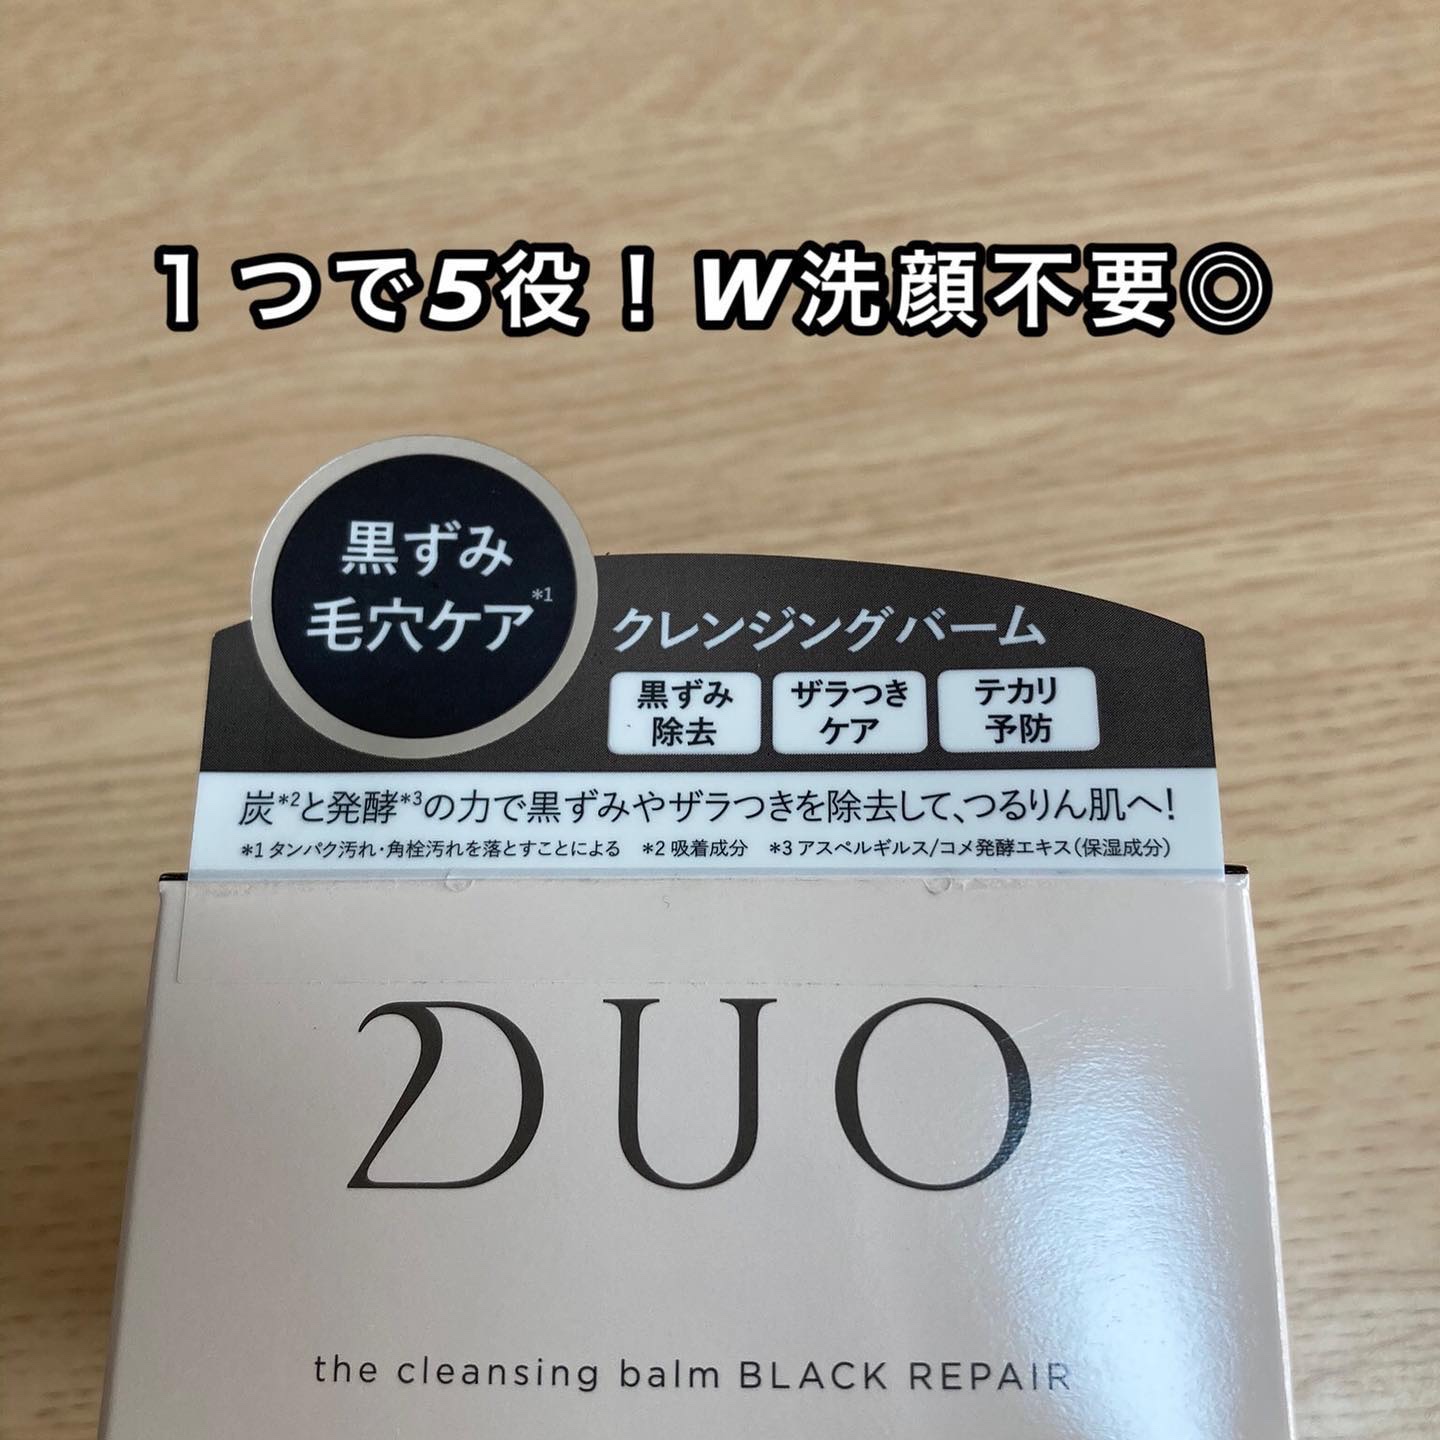 １つで5役！W洗顔不要◎
黒ずみ
毛穴ケア*1
クレンジングバーム
黒ずみ
除去
ザラつき
ケア
テカリ
予防
炭*2と発酵*3の力で黒ずみやザラつきを除去して、つるりん肌へ!
*1 タンパク汚れ・角栓汚れを落とすことによる *2 吸着成分 *3 アスペルギルス/コメ発酵エキス(保湿成分)
DUO
the cleansing balm BLACK REPAIR